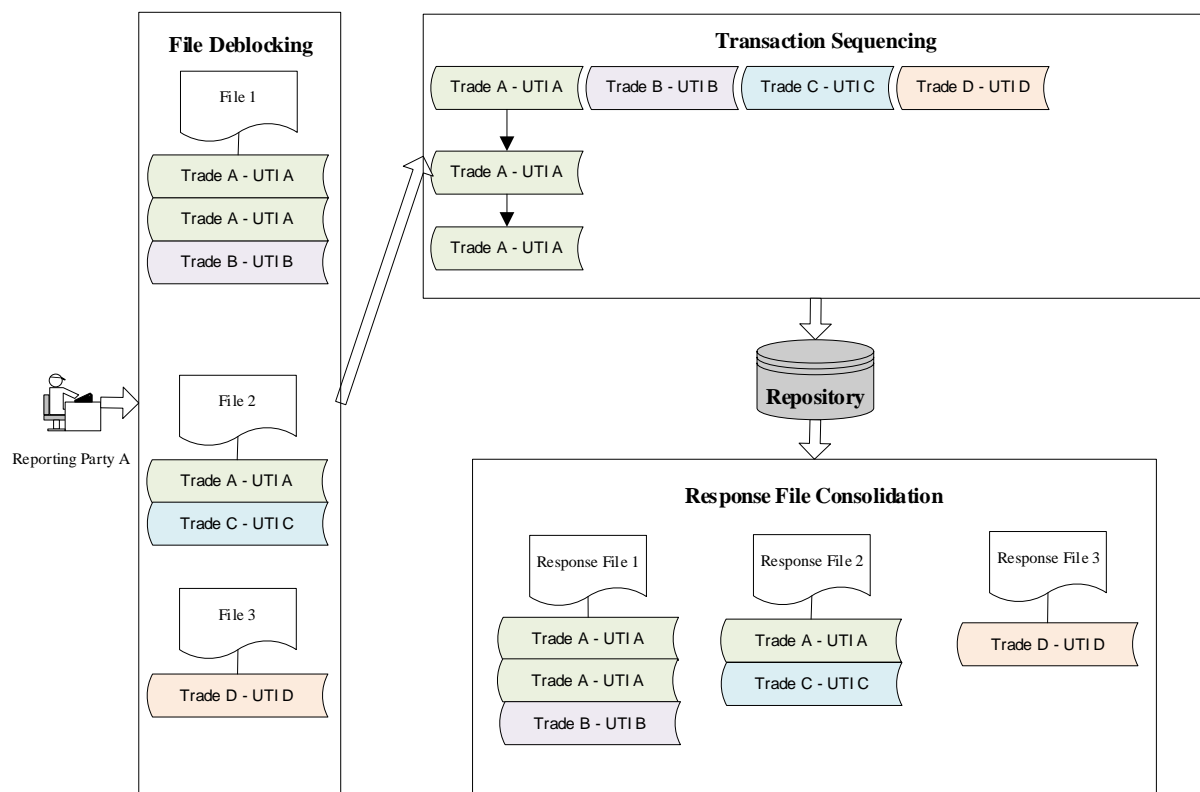 File Deblocking
File 1
Trade A - UTI A
Trade A - UTI A
Trade B - UTI B
File 2
Trade A - UTI A
Trade C - UTI C
File 3
Trade D - UTI D
Reporting Party A
Transaction Sequencing
Trade A - UTI A
Trade B - UTI B
Trade C - UTI C
Trade D - UTI D
Trade A - UTI A
Trade A - UTI A
Repository
Response File Consolidation
Response File 1
Trade A - UTI A
Trade A - UTI A
Trade B - UTI B
Response File 2
Trade A - UTI A
Trade C - UTI C
Response File 3
Trade D - UTI D